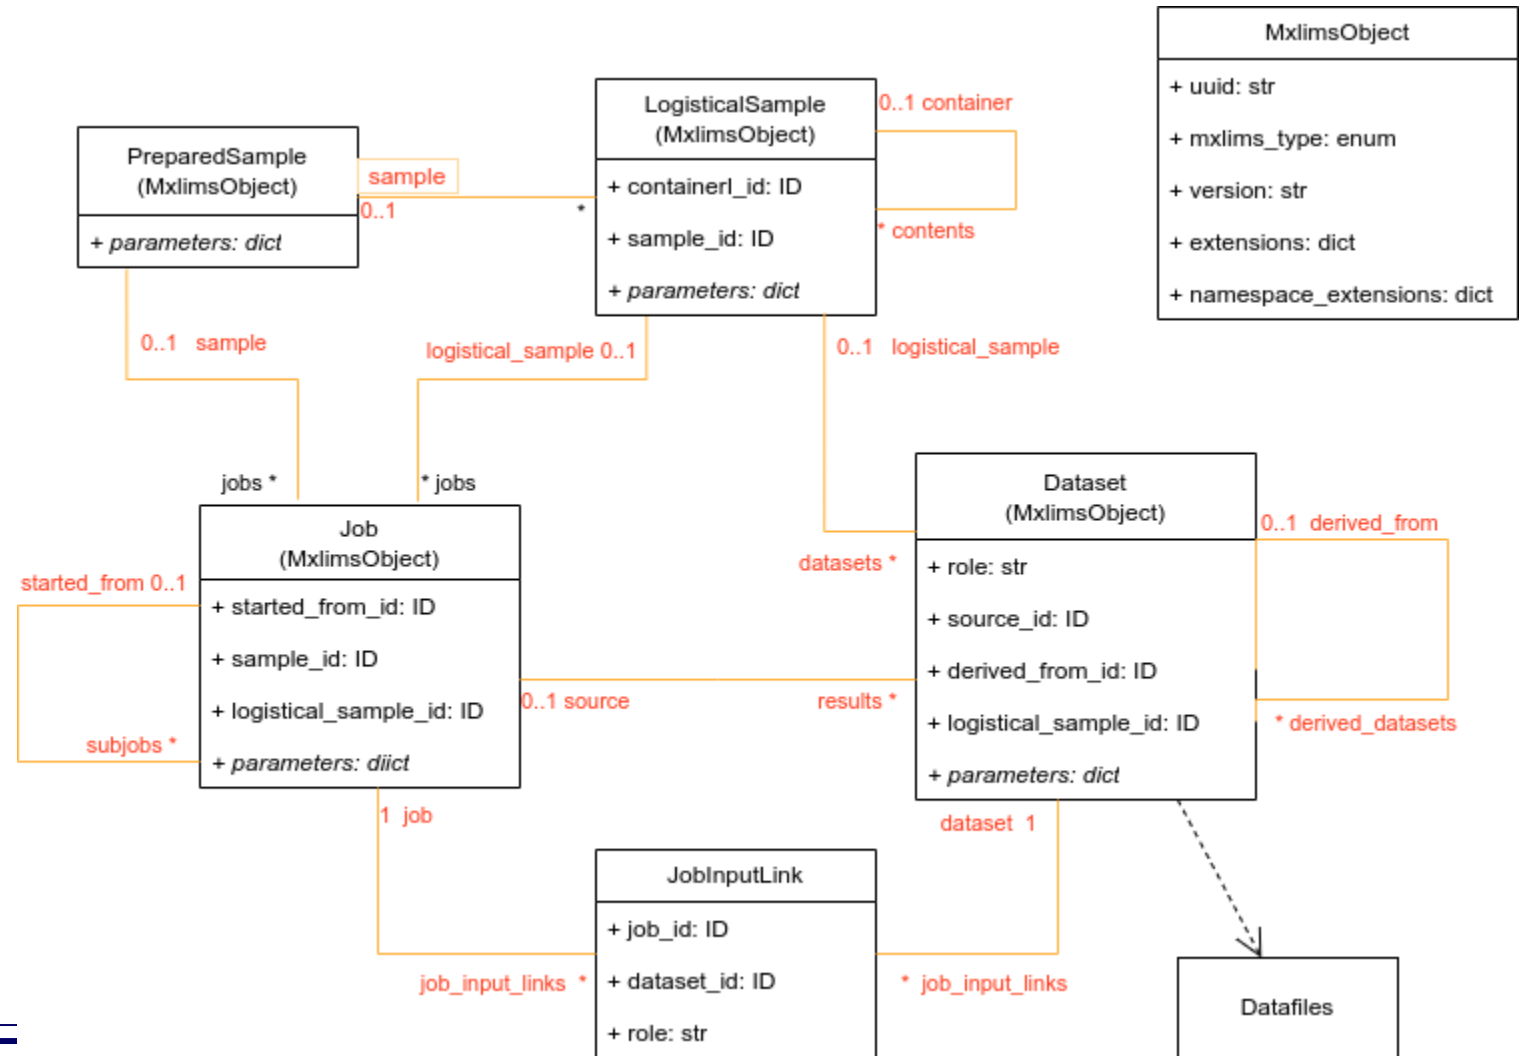 MxlimsObject
+ uuid: str
+ mxlims_type: enum
+ version: str
+ extensions: dict
+ namespace_extensions: dict
LogisticalSample
(MxlimsObject)
+ containerI_id: ID
+ sample_id: ID
+ parameters: dict
0..1 container
* contents
PreparedSample
(MxlimsObject)
+ parameters: dict
sample
0..1
*
0..1 sample
logistical_sample 0..1
0..1 logistical_sample
jobs *
* jobs
Job
(MxlimsObject)
+ started_from_id: ID
+ sample_id: ID
+ logistical_sample_id: ID
+ parameters: diict
started_from 0..1
subjobs *
0..1 source
results *
datasets *
Dataset
(MxlimsObject)
+ role: str
+ source_id: ID
+ derived_from_id: ID
+ logistical_sample_id: ID
+ parameters: dict
0..1 derived_from
* derived_datasets
1 job
dataset 1
JobInputLink
+ job_id: ID
+ dataset_id: ID
+ role: str
job_input_links *
* job_input_links
Datafiles